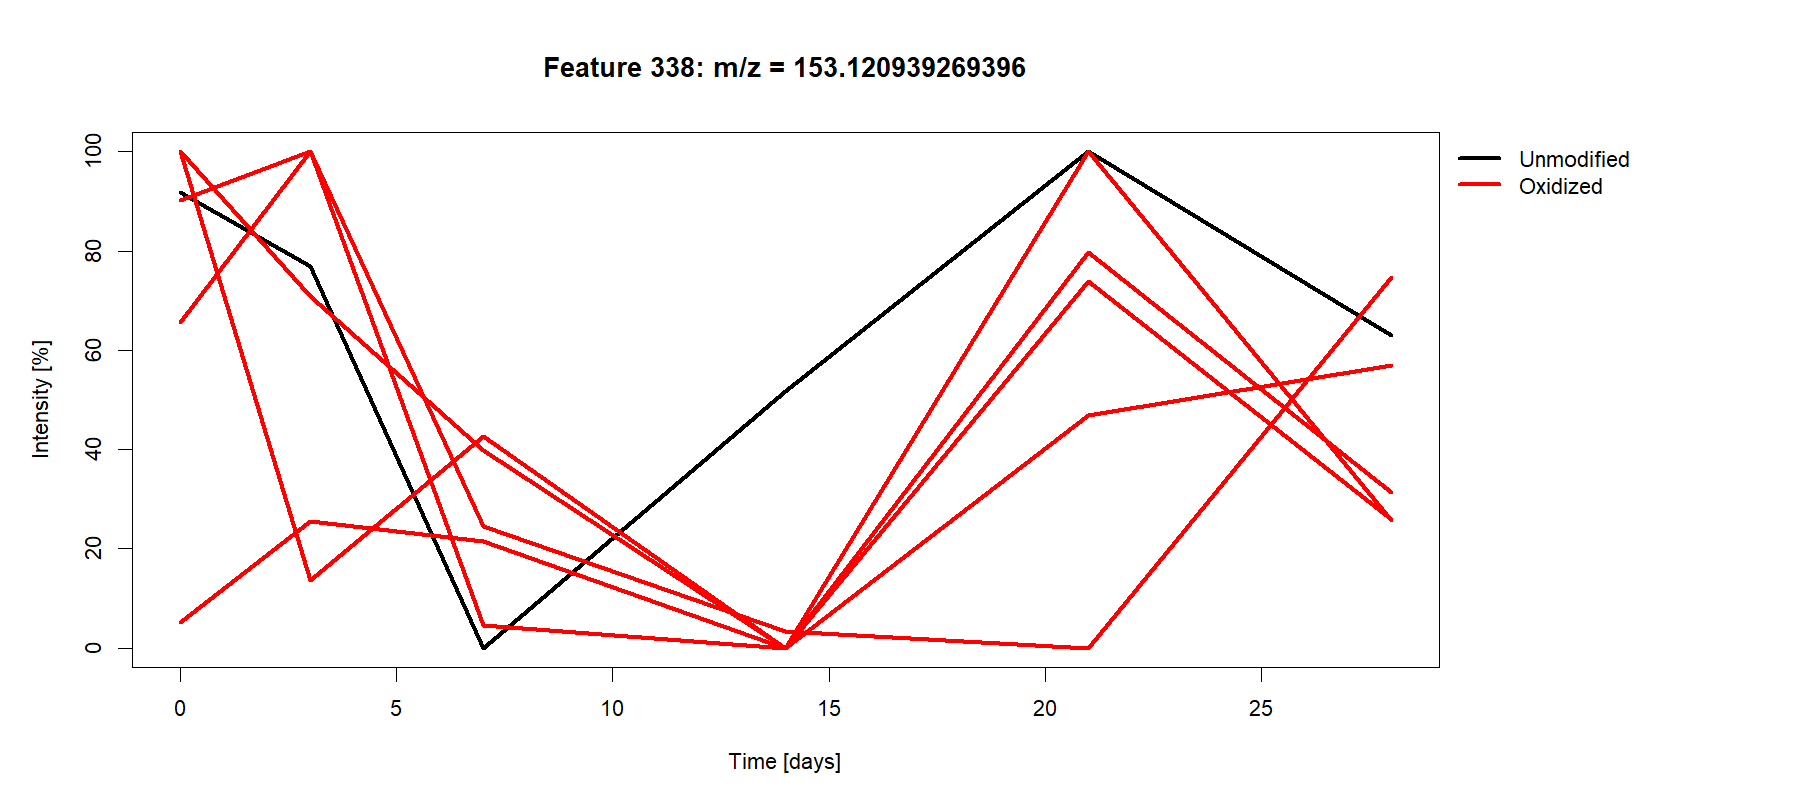 Feature 338: m/z = 153.120939269396
Unmodified
Oxidized
Intensity [%]
100
80
60
40
20
0
0 5 10 15 20 25
Time [days]